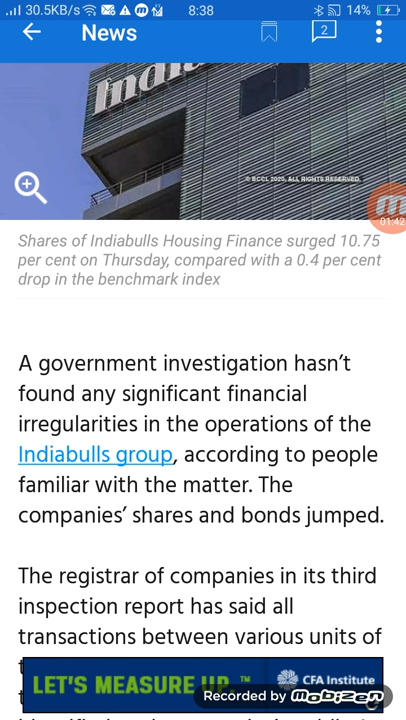 30.5KB/s 8:38 14%
News 2
India
© BCCL 2020. ALL RIGHTS RESERVED.
01:42
Shares of Indiabulls Housing Finance surged 10.75
per cent on Thursday, compared with a 0.4 per cent
drop in the benchmark index
A government investigation hasn’t
found any significant financial
irregularities in the operations of the
Indiabulls group, according to people
familiar with the matter. The
companies’ shares and bonds jumped.
The registrar of companies in its third
inspection report has said all
transactions between various units of
LET'S MEASURE UP.™ CFA Institute
Recorded by Mobizen